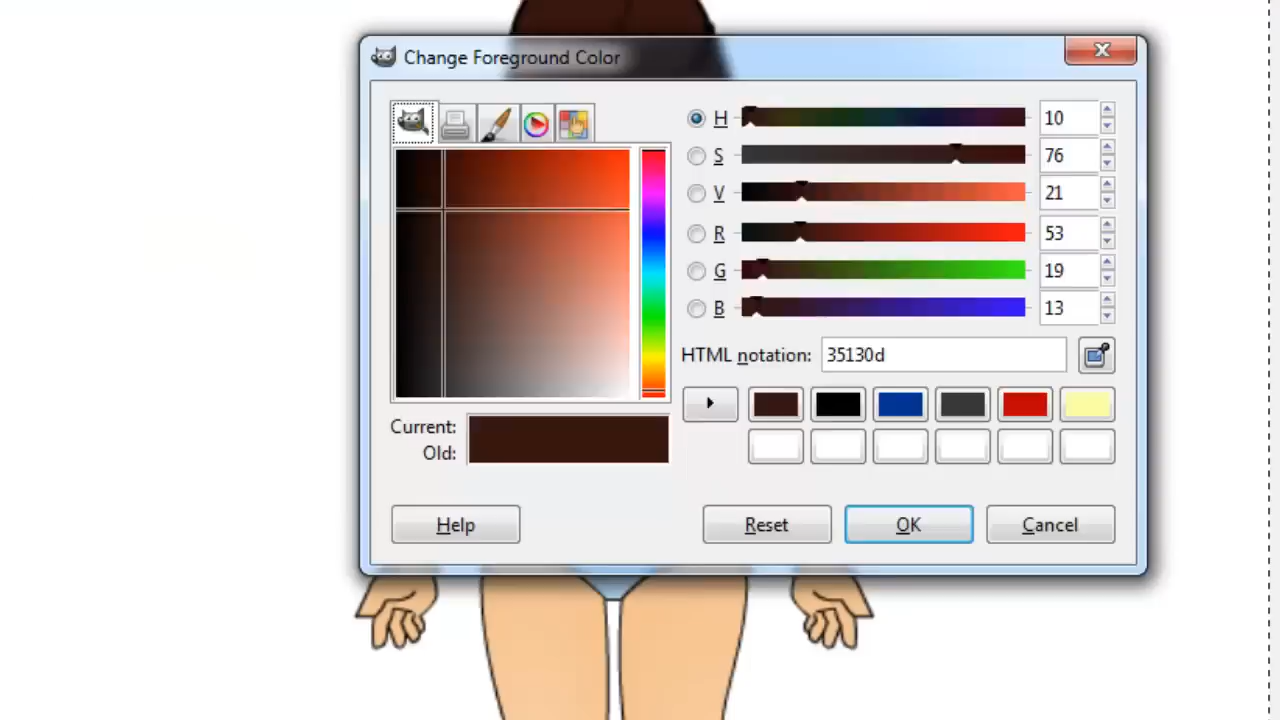 Change Foreground Color
H 10
S 76
V 21
R 53
G 19
B 13
HTML notation: 35130d
Current:
Old:
Help Reset OK Cancel